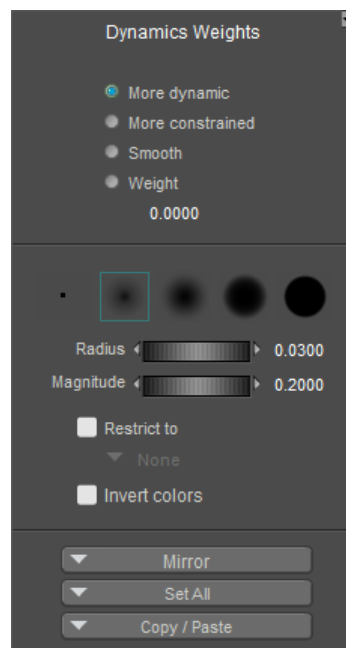 Dynamics Weights
More dynamic
More constrained
Smooth
Weight
0.0000
Radius 0.0300
Magnitude 0.2000
Restrict to
None
Invert colors
Mirror
Set All
Copy / Paste